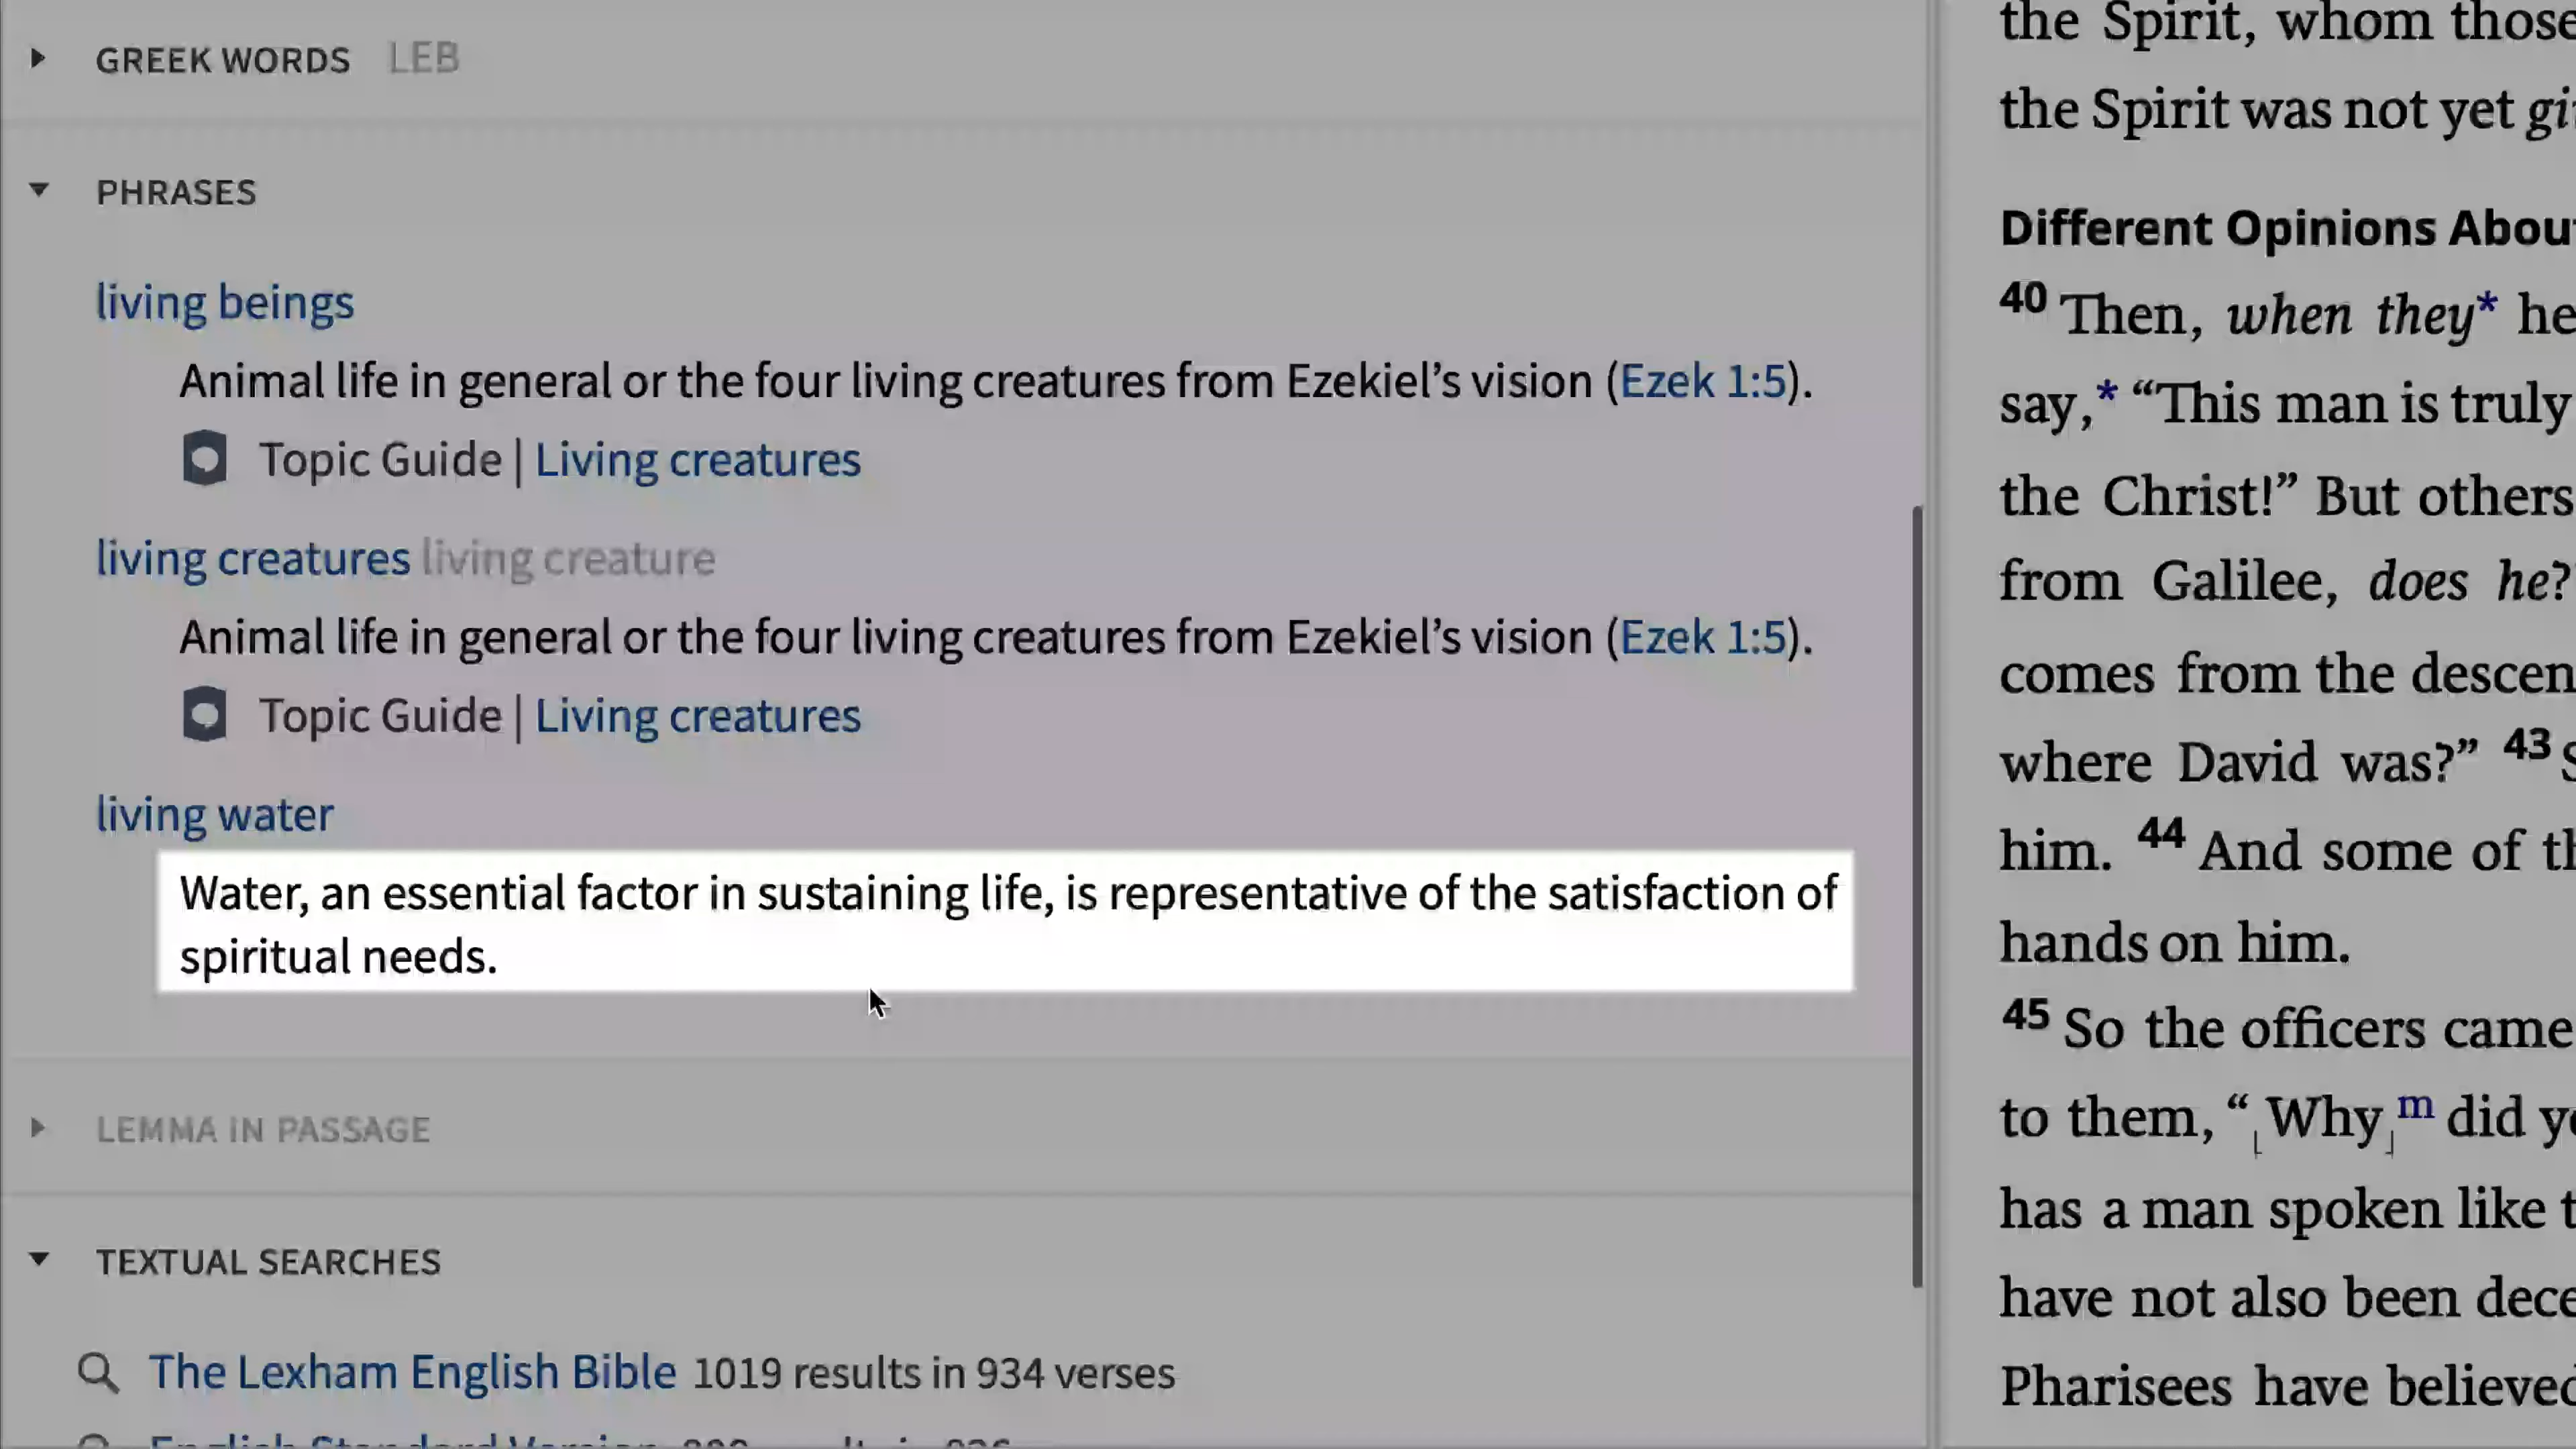 GREEK WORDS LEB
PHRASES
living beings
Animal life in general or the four living creatures from Ezekiel’s vision (Ezek 1:5).
Topic Guide | Living creatures
living creatures living creature
Animal life in general or the four living creatures from Ezekiel’s vision (Ezek 1:5).
Topic Guide | Living creatures
living water
Water, an essential factor in sustaining life, is representative of the satisfaction of
spiritual needs.
LEMMA IN PASSAGE
TEXTUAL SEARCHES
The Lexham English Bible 1019 results in 934 verses
English Standard Version
the Spirit, whom those
the Spirit was not yet
Different Opinions
40 Then, when they* he
say,* “This man is truly
the Christ!” But others
from Galilee, does he?
comes from the
where David was?” 43
him. 44 And some of
hands on him.
45 So the officers came
to them, “⌊Why⌋ m did
has a man spoken like
have not also been
Pharisees have believed